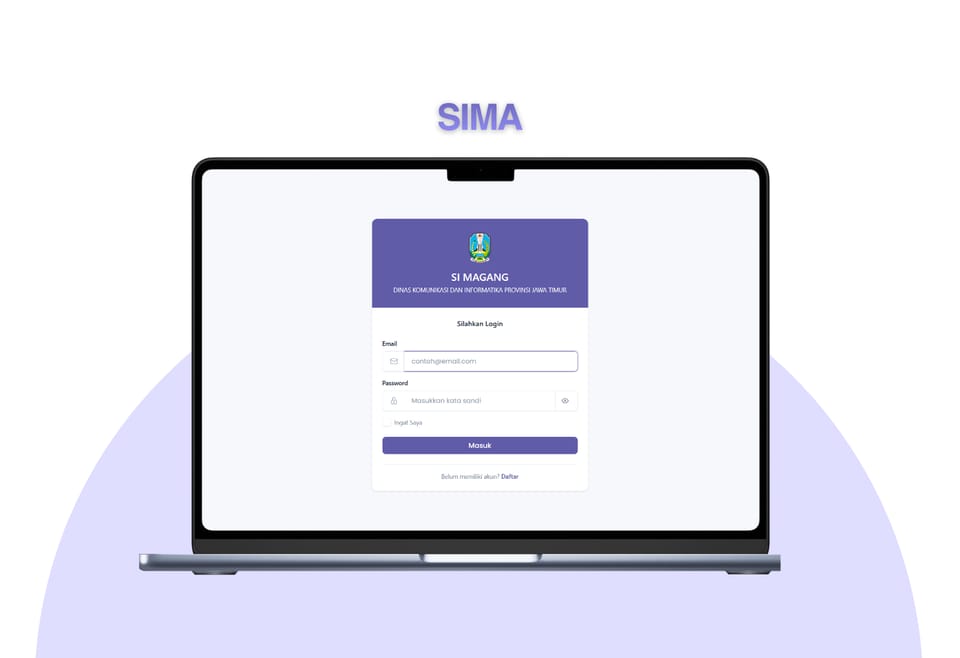 SIMA
SI MAGANG
DINAS KOMUNIKASI DAN INFORMATIKA PROVINSI JAWA TIMUR
Silahkan Login
Email
contoh@email.com
Password
Masukkan kata sandi
Ingat Saya
Masuk
Belum memiliki akun? Daftar